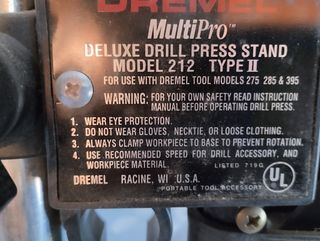 DREMEL
MultiPro™
DELUXE DRILL PRESS STAND
MODEL 212 TYPE II
FOR USE WITH DREMEL TOOL MODELS 275 285 & 395
WARNING: FOR YOUR OWN SAFETY READ INSTRUCTION
MANUAL BEFORE OPERATING DRILL PRESS.
1. WEAR EYE PROTECTION.
2. DO NOT WEAR GLOVES, NECKTIE, OR LOOSE CLOTHING.
3. ALWAYS CLAMP WORKPIECE TO BASE TO PREVENT ROTATION.
4. USE RECOMMENDED SPEED FOR DRILL ACCESSORY, AND
WORKPIECE MATERIAL.
LISTED 719G
DREMEL RACINE, WI U.S.A. UL
PORTABLE TOOL ACCESSORY